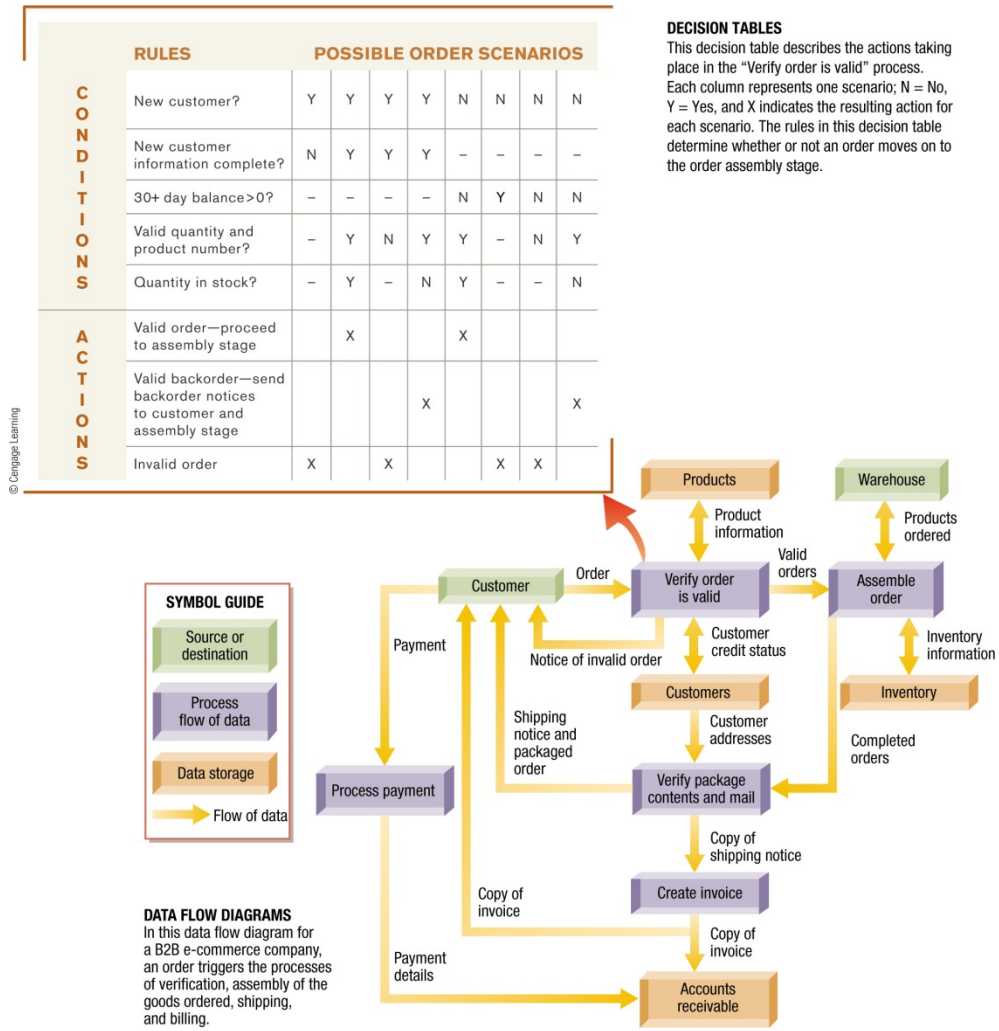 RULES
POSSIBLE ORDER SCENARIOS
CONDITIONS
New customer? Y Y Y Y N N N N
New customer
information complete? N Y Y Y – – – –
30+ day balance>0? – – – – N Y N N
Valid quantity and
product number? – Y N Y Y – N Y
Quantity in stock? – Y – N Y – – N
ACTIONS
Valid order—proceed
to assembly stage X X
Valid backorder—send
backorder notices
to customer and
assembly stage X X
Invalid order X X X X
© Cengage Learning
DECISION TABLES
This decision table describes the actions taking
place in the “Verify order is valid” process.
Each column represents one scenario; N = No,
Y = Yes, and X indicates the resulting action for
each scenario. The rules in this decision table
determine whether or not an order moves on to
the order assembly stage.
Products
Warehouse
Product
information
Products
ordered
Customer
Order
Verify order
is valid
Valid
orders
Assemble
order
Payment
Notice of invalid order
Customer
credit status
Inventory
information
Customers
Inventory
Shipping
notice and
packaged
order
Customer
addresses
Completed
orders
Process payment
Verify package
contents and mail
Copy of
shipping notice
Create invoice
Copy of
invoice
Copy of
invoice
Payment
details
Accounts
receivable
SYMBOL GUIDE
Source or
destination
Process
flow of data
Data storage
Flow of data
DATA FLOW DIAGRAMS
In this data flow diagram for
a B2B e-commerce company,
an order triggers the processes
of verification, assembly of the
goods ordered, shipping,
and billing.